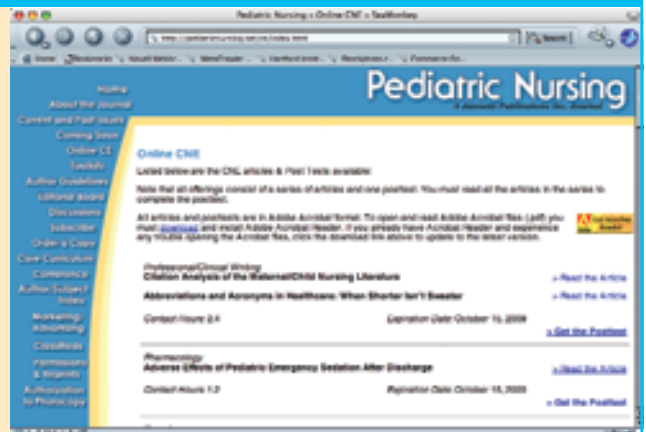 Pediatric Nursing : Online CNE - SeaMonkey
Search
Home
Bookmarks
Pediatric Nursing
A Jannetti Publications Inc. Journal
Home
About the Journal
Current and Past Issues
Coming Soon
Online CE
Toolkits
Author Guidelines
Editorial Board
Discussions
Subscribe
Order a Copy
Core Curriculum
Conference
Author/Subject
Index
Marketing/
Advertising
Classifieds
Permissions
& Reprints
Authorization
to Photocopy
Online CNE
Listed below are the CNE articles & Post Tests available:
Note that all offerings consist of a series of articles and one posttest. You must read all the articles in the series to
complete the posttest.
All articles and posttests are in Adobe Acrobat format. To open and read Adobe Acrobat files (.pdf) you
must download and install Adobe Acrobat Reader. If you already have Acrobat Reader and experience
any trouble opening the Acrobat files, click the download link above to update to the latest version.
Professional/Clinical Writing
Citation Analysis of the Maternal/Child Nursing Literature
» Read the Article
Abbreviations and Acronyms in Healthcare: When Shorter Isn't Sweeter
» Read the Article
Contact Hours: 2.4
Expiration Date: October 15, 2009
» Get the Posttest
Pharmacology
Adverse Effects of Pediatric Emergency Sedation After Discharge
» Read the Article
Contact Hours: 1.3
Expiration Date: October 15, 2009
» Get the Posttest